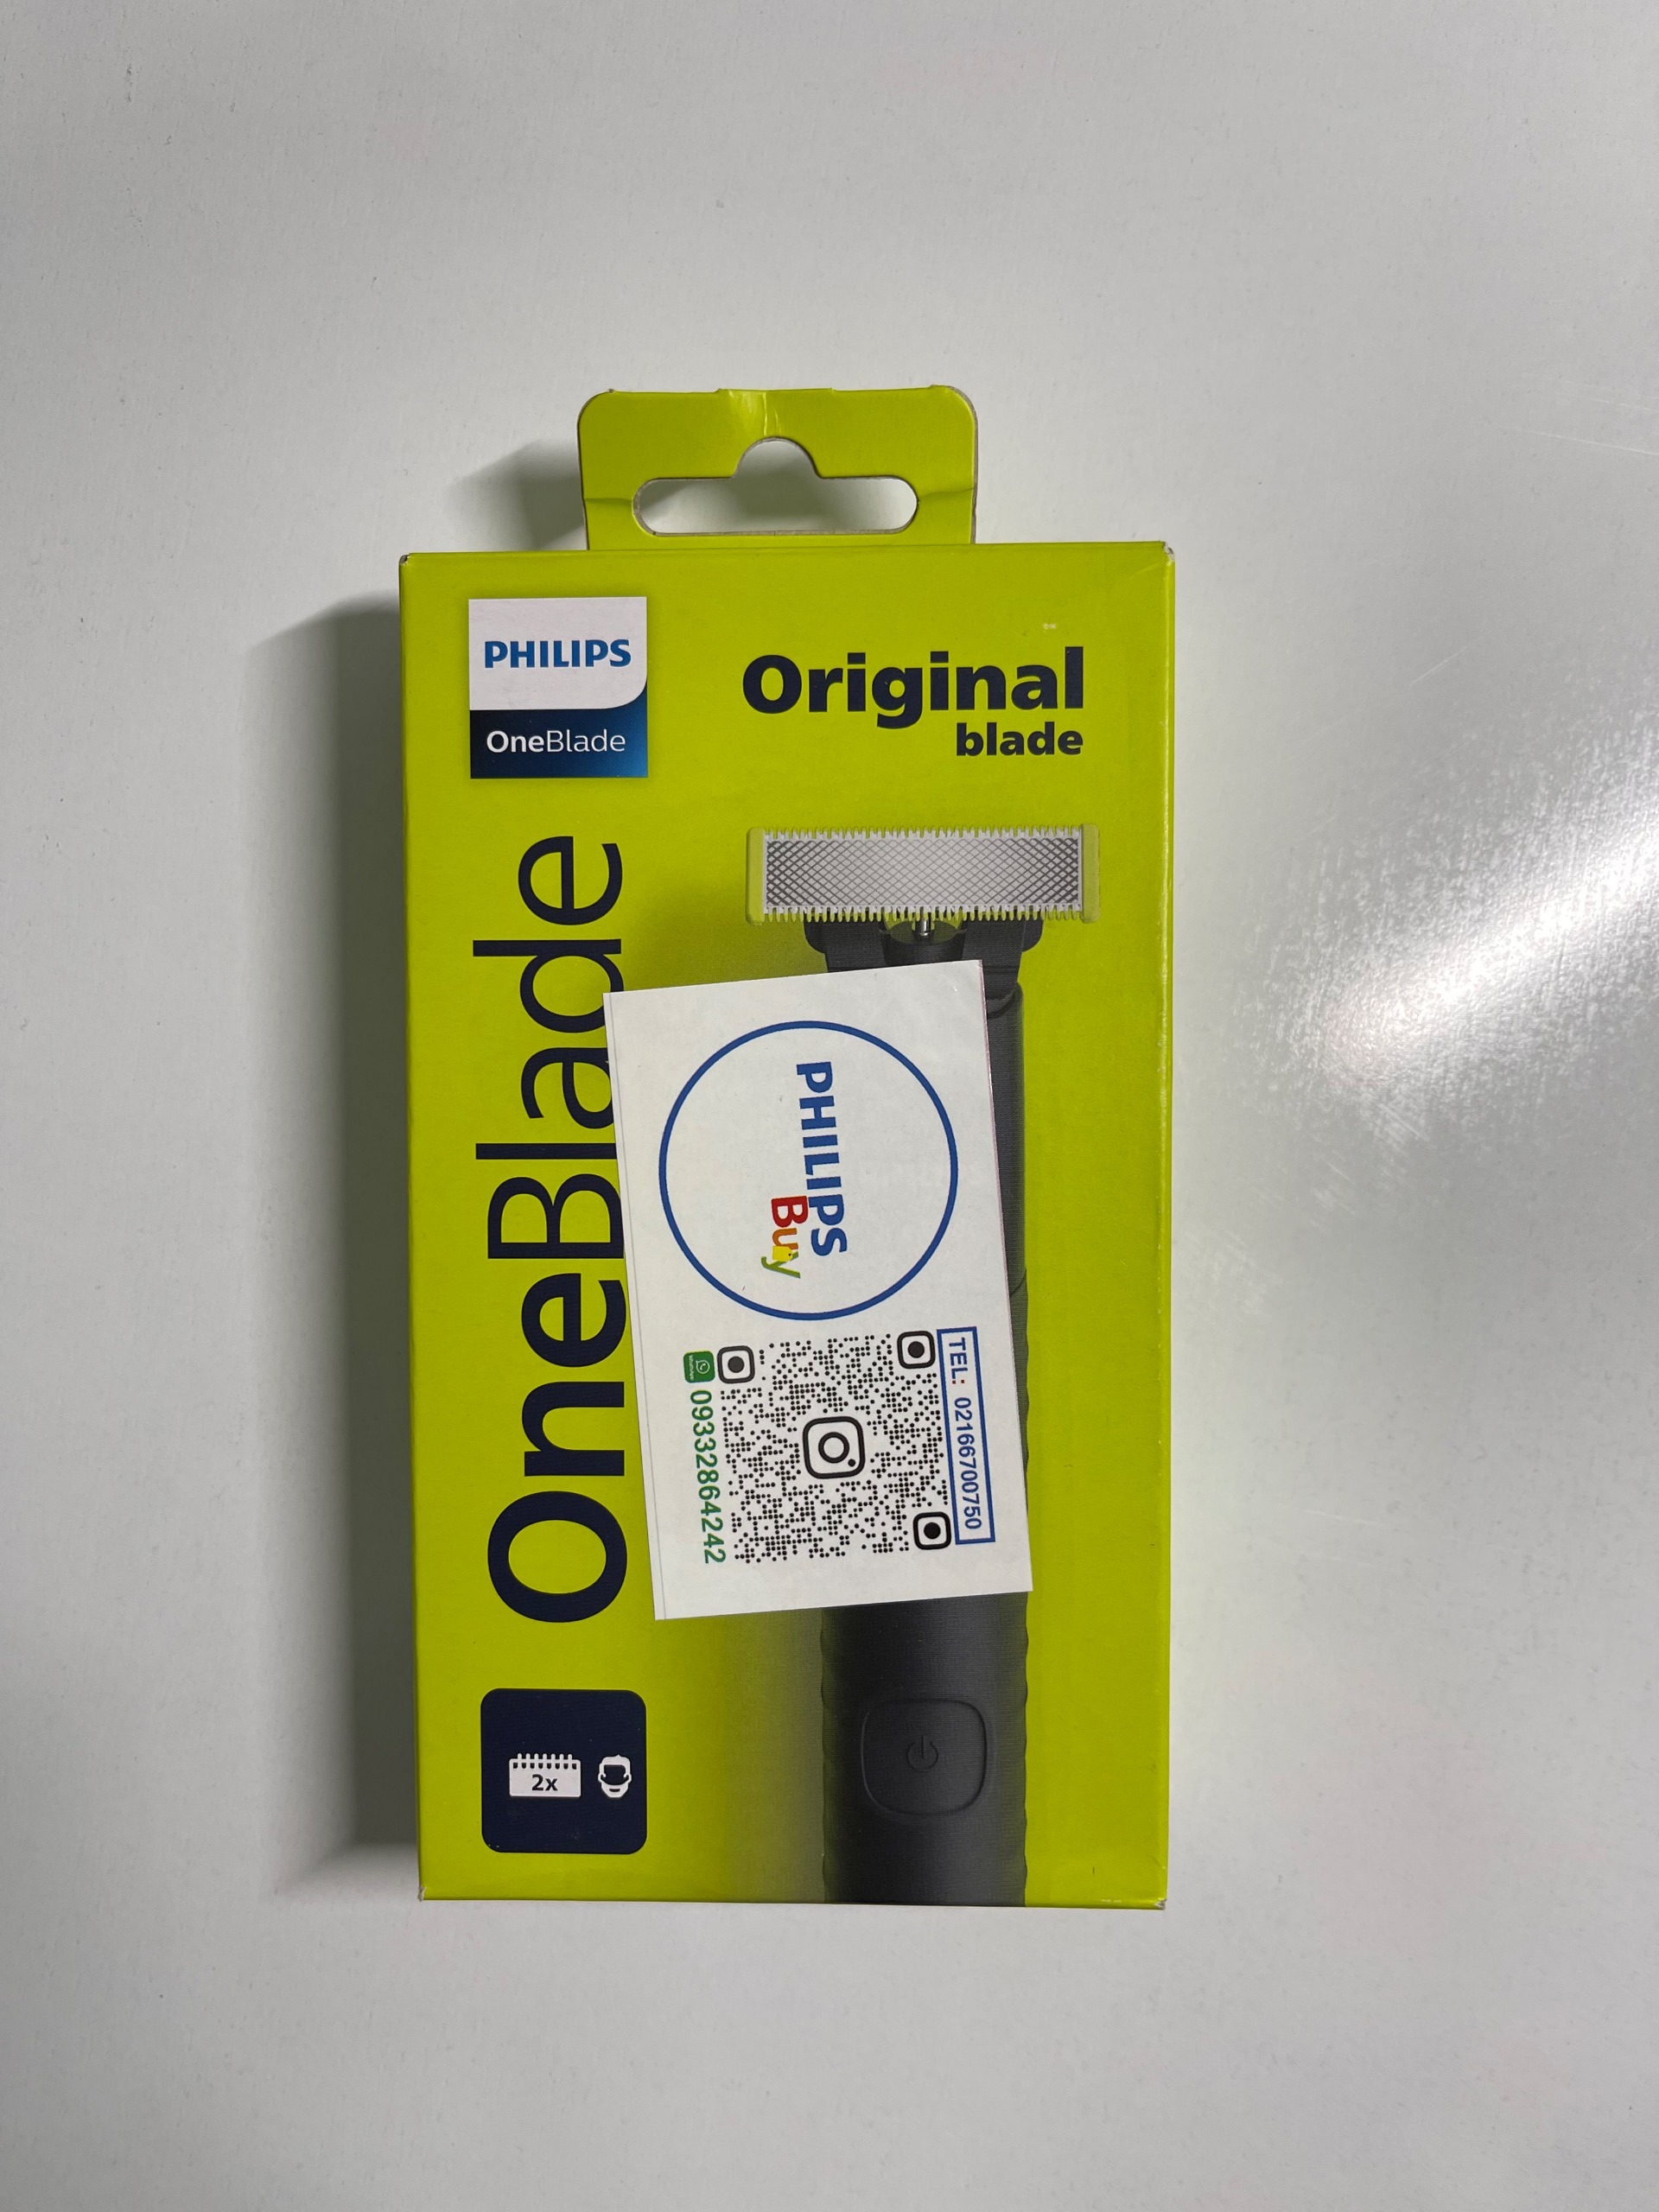 PHILIPS
OneBlade
Original
blade
OneBlade
PHILIPS
Buy
TEL: 02166700750
09332864242
2x